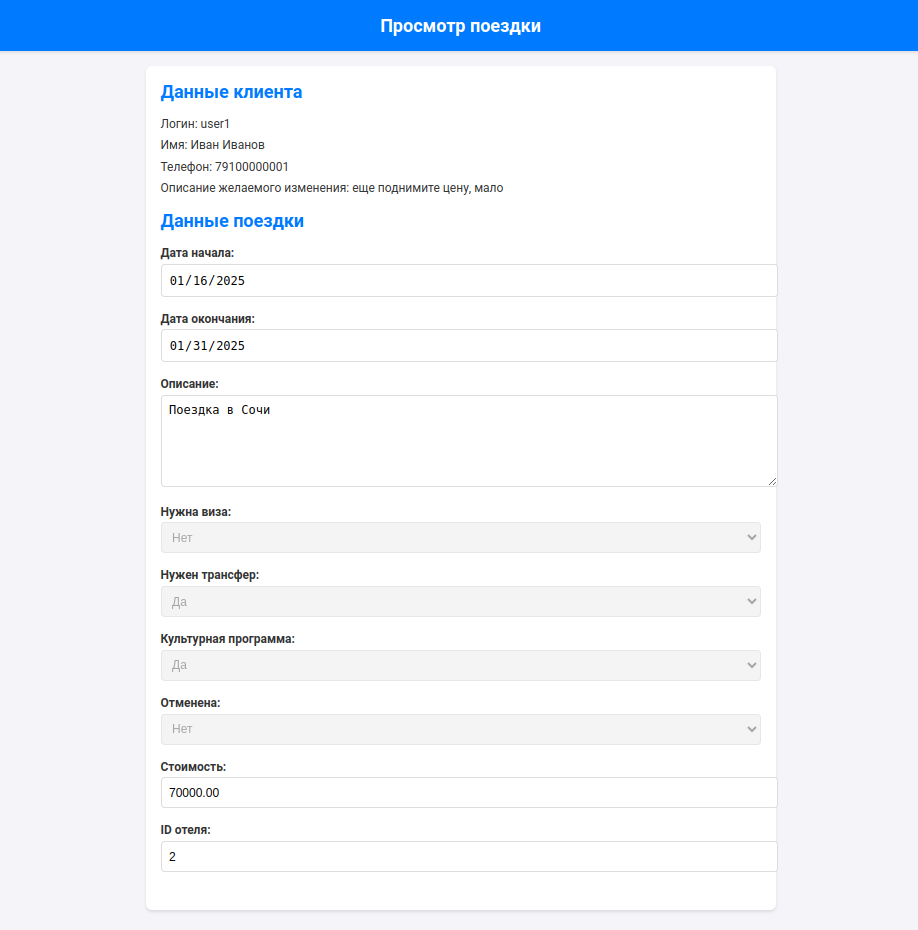 Просмотр поездки
Данные клиента
Логин: user1
Имя: Иван Иванов
Телефон: 79100000001
Описание желаемого изменения: еще поднимите цену, мало
Данные поездки
Дата начала:
01/16/2025
Дата окончания:
01/31/2025
Описание:
Поездка в Сочи
Нужна виза:
Нет
Нужен трансфер:
Да
Культурная программа:
Да
Отменена:
Нет
Стоимость:
70000.00
ID отеля:
2